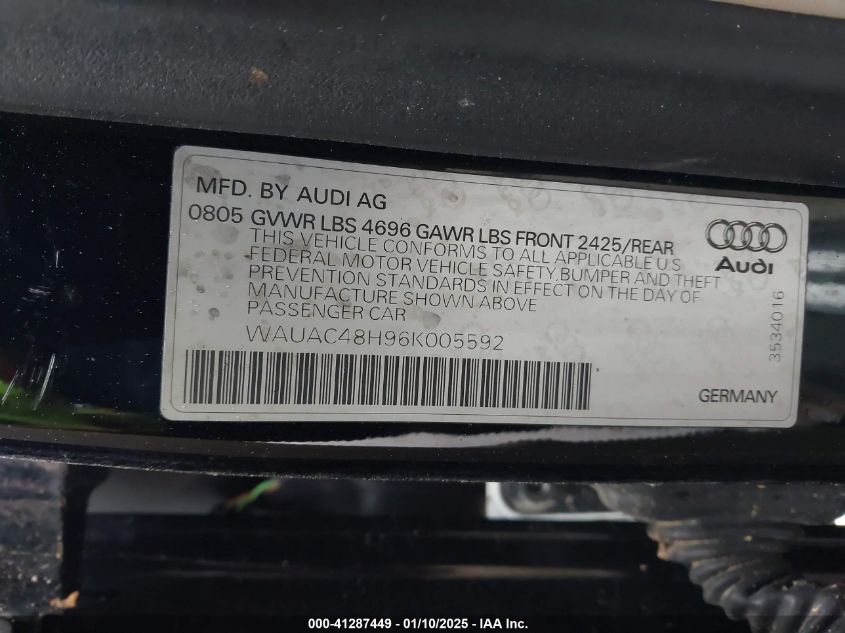 MFD. BY AUDI AG
0805 GVWR LBS 4696 GAWR LBS FRONT 2425/REAR
THIS VEHICLE CONFORMS TO ALL APPLICABLE U.S
FEDERAL MOTOR VEHICLE SAFETY,BUMPER AND THEFT
PREVENTION STANDARDS IN EFFECT ON THE DAY OF
MANUFACTURE SHOWN ABOVE
PASSENGER CAR
WAUAC48H96K005592
Audi
3534016
GERMANY
000-41287449 - 01/10/2025 - IAA Inc.